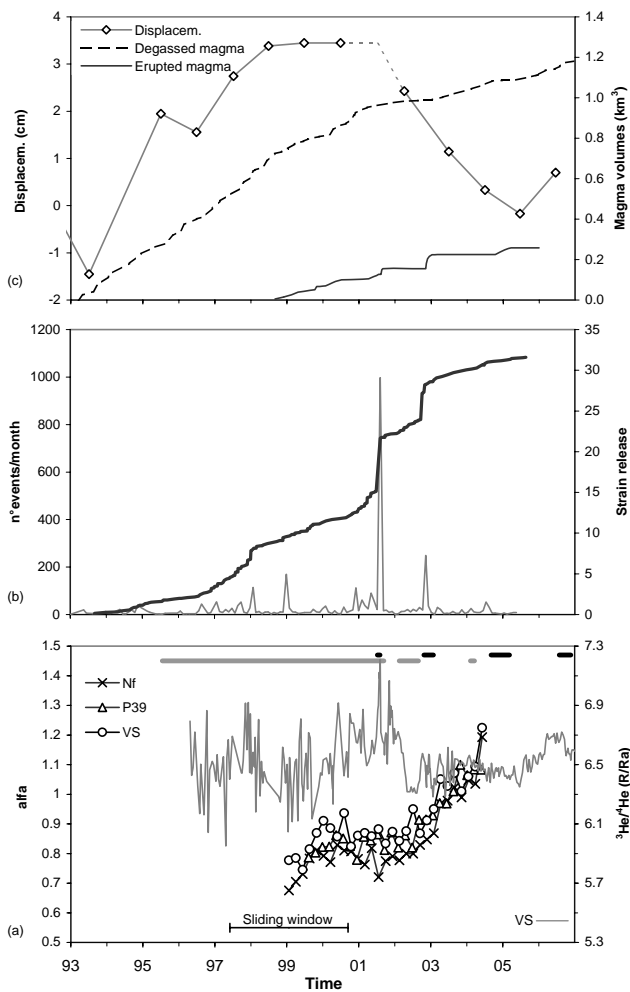 4
3
2
1
0
-1
-2
Displacem. (cm)
Displacem.
Degassed magma
Erupted magma
1.4
1.2
1.0
0.8
0.6
0.4
0.2
0.0
Magma volumes (km³)
(c)
1200
1000
800
600
400
200
0
n°events/month
35
30
25
20
15
10
5
0
Strain release
(b)
1.5
1.4
1.3
1.2
1.1
1
0.9
0.8
0.7
0.6
0.5
alfa
Nf
P39
VS
7.3
6.9
6.5
6.1
5.7
5.3
³He/⁴He (R/Ra)
Sliding window
VS
(a)
93 95 97 99 01 03 05
Time